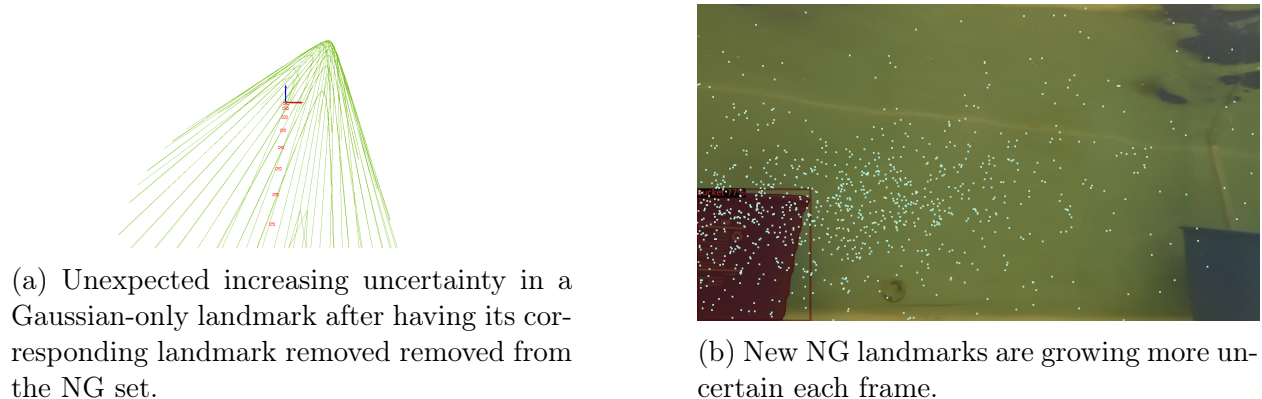 (a) Unexpected increasing uncertainty in a
Gaussian-only landmark after having its cor-
responding landmark removed removed from
the NG set.
(b) New NG landmarks are growing more un-
certain each frame.